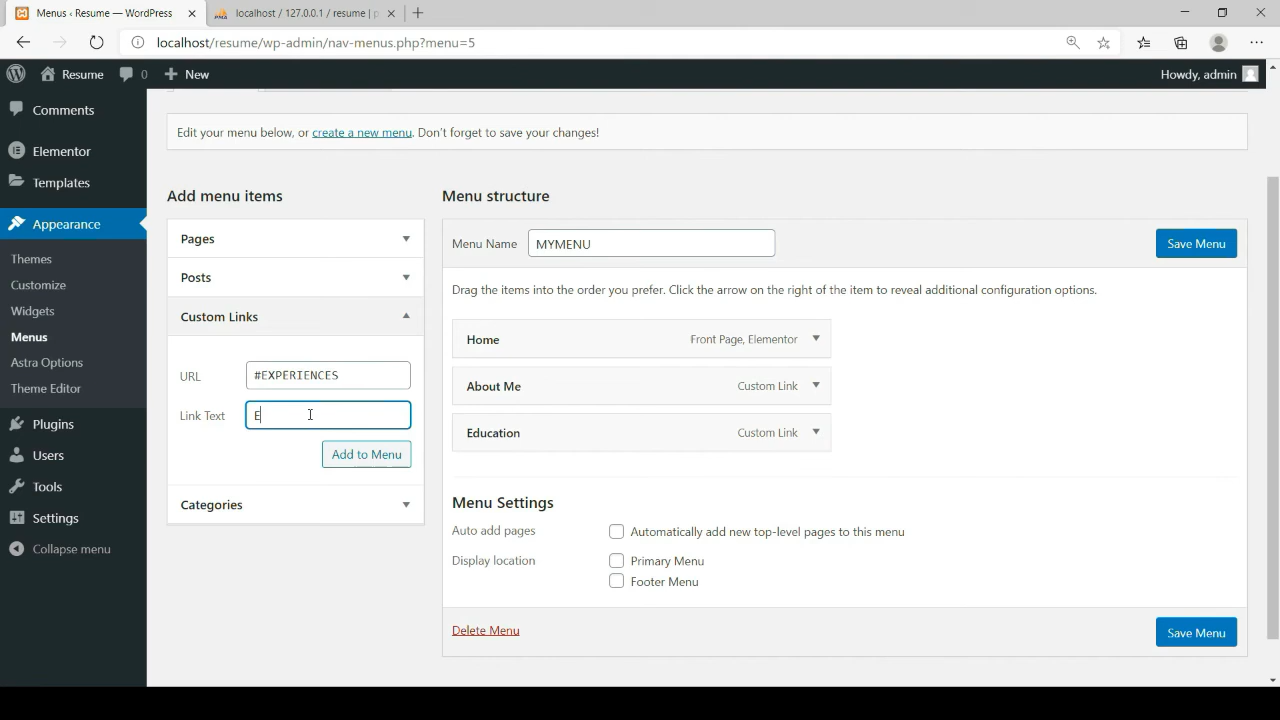 Menus ‹ Resume — WordPress
localhost / 127.0.0.1 / resume | p
localhost/resume/wp-admin/nav-menus.php?menu=5
Resume 0 New Howdy, admin
Comments
Elementor
Templates
Appearance
Themes
Customize
Widgets
Menus
Astra Options
Theme Editor
Plugins
Users
Tools
Settings
Collapse menu
Edit your menu below, or create a new menu. Don't forget to save your changes!
Add menu items
Pages
Posts
Custom Links
URL #EXPERIENCES
Link Text E
Add to Menu
Categories
Menu structure
Menu Name MYMENU Save Menu
Drag the items into the order you prefer. Click the arrow on the right of the item to reveal additional configuration options.
Home Front Page, Elementor
About Me Custom Link
Education Custom Link
Menu Settings
Auto add pages Automatically add new top-level pages to this menu
Display location Primary Menu
Footer Menu
Delete Menu Save Menu